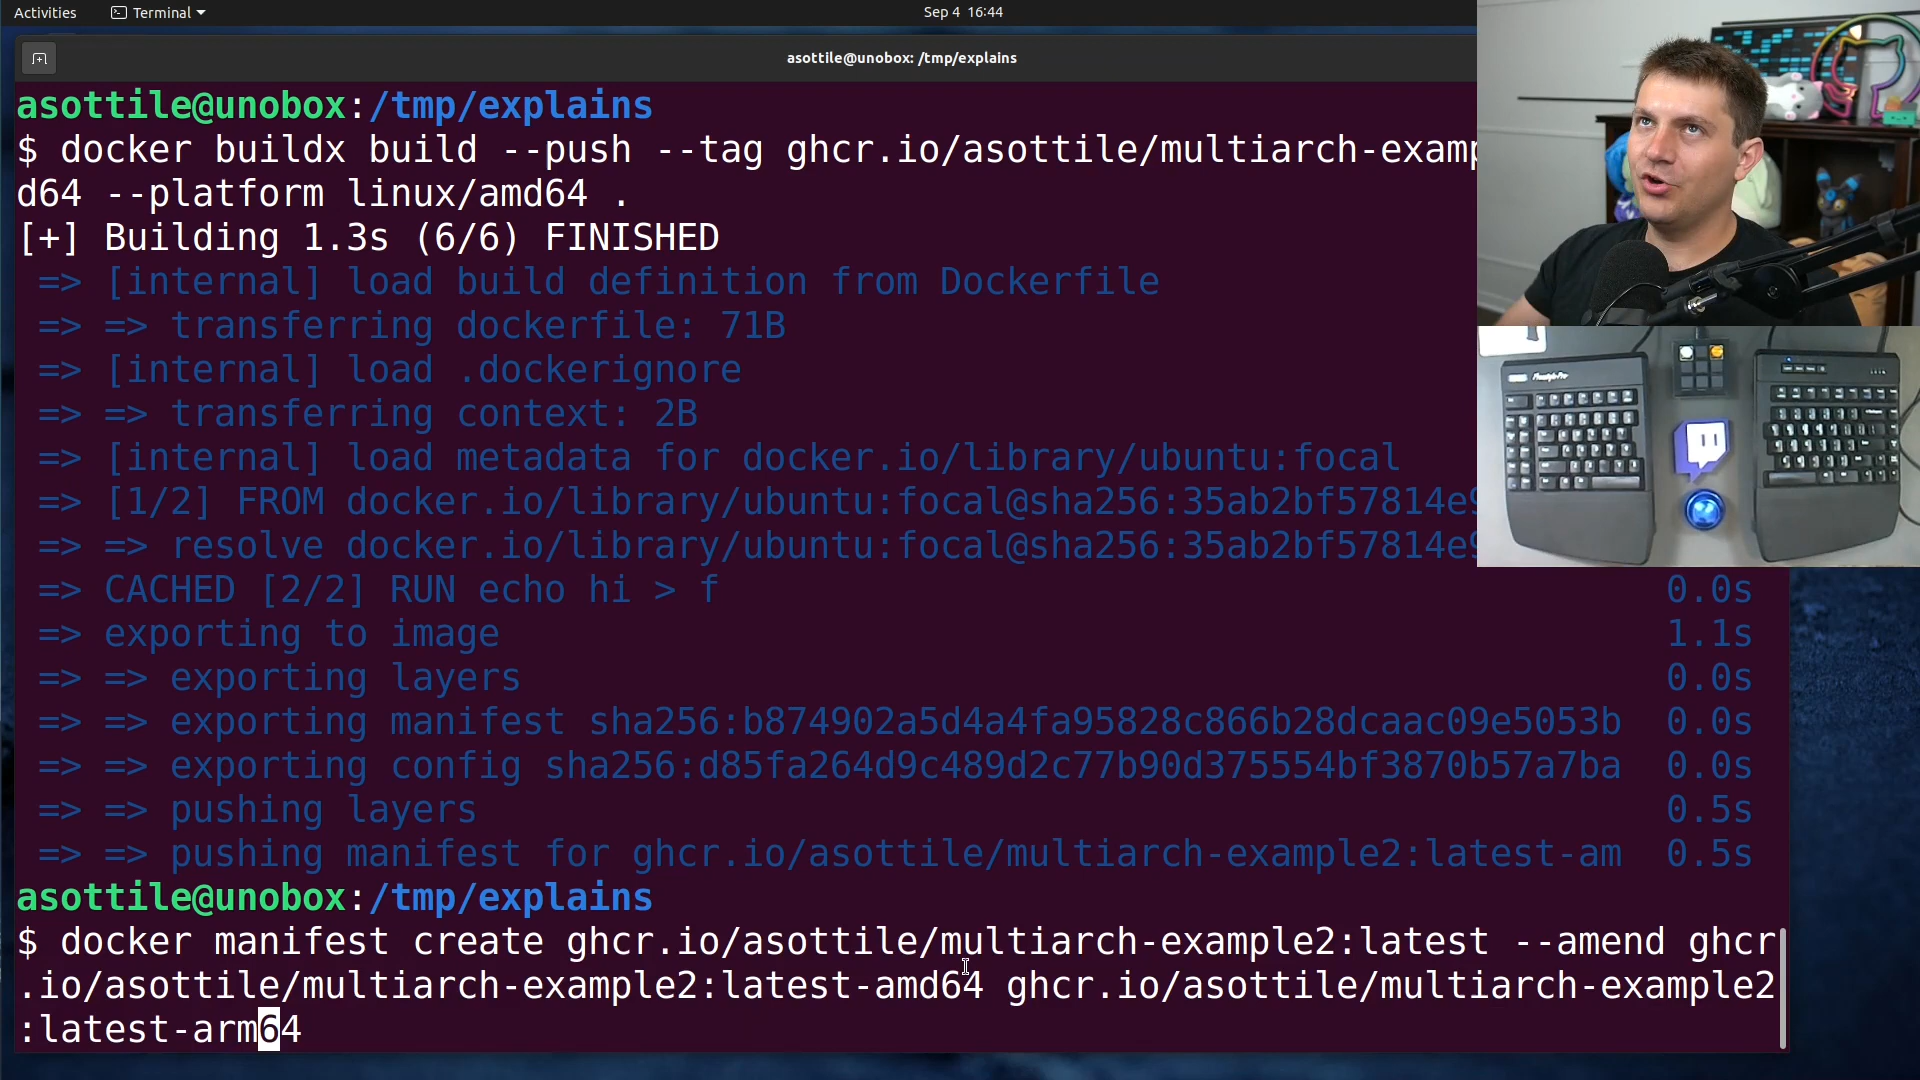 Activities Terminal Sep 4 16:44
asottile@unobox: /tmp/explains
asottile@unobox:/tmp/explains
$ docker buildx build --push --tag ghcr.io/asottile/multiarch-examp
d64 --platform linux/amd64 .
[+] Building 1.3s (6/6) FINISHED
=> [internal] load build definition from Dockerfile
=> => transferring dockerfile: 71B
=> [internal] load .dockerignore
=> => transferring context: 2B
=> [internal] load metadata for docker.io/library/ubuntu:focal
=> [1/2] FROM docker.io/library/ubuntu:focal@sha256:35ab2bf57814e9
=> => resolve docker.io/library/ubuntu:focal@sha256:35ab2bf57814e9
=> CACHED [2/2] RUN echo hi > f 0.0s
=> exporting to image 1.1s
=> => exporting layers 0.0s
=> => exporting manifest sha256:b874902a5d4a4fa95828c866b28dcaac09e5053b 0.0s
=> => exporting config sha256:d85fa264d9c489d2c77b90d375554bf3870b57a7ba 0.0s
=> => pushing layers 0.5s
=> => pushing manifest for ghcr.io/asottile/multiarch-example2:latest-am 0.5s
asottile@unobox:/tmp/explains
$ docker manifest create ghcr.io/asottile/multiarch-example2:latest --amend ghcr
.io/asottile/multiarch-example2:latest-amd64 ghcr.io/asottile/multiarch-example2
:latest-arm64